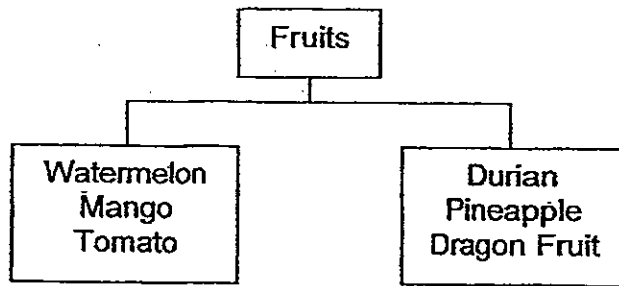 Fruits
Watermelon
Mango
Tomato
Durian
Pineapple
Dragon Fruit